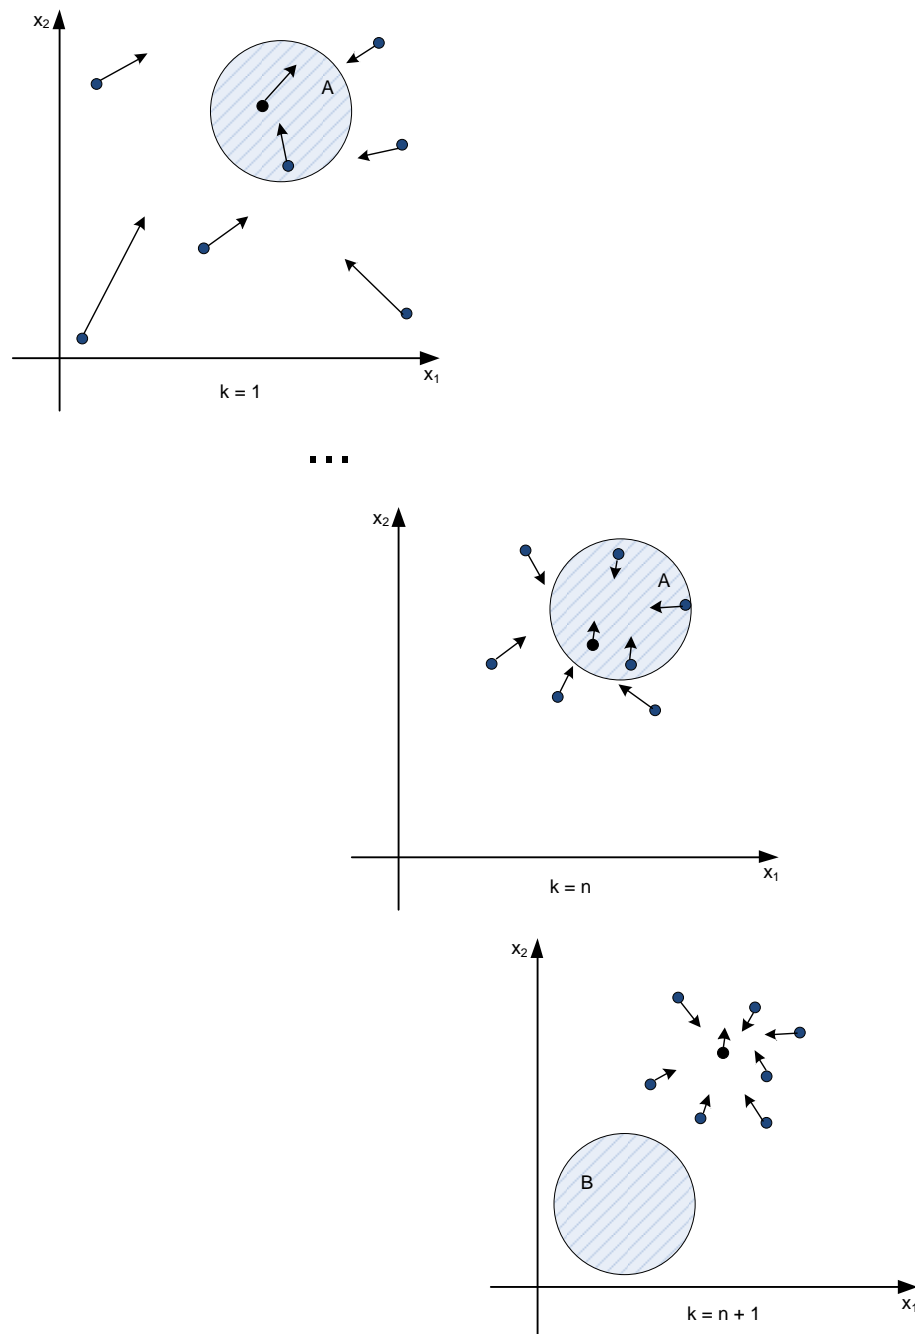 x₂
A
x₁
k = 1
...
x₂
A
x₁
k = n
x₂
B
x₁
k = n + 1